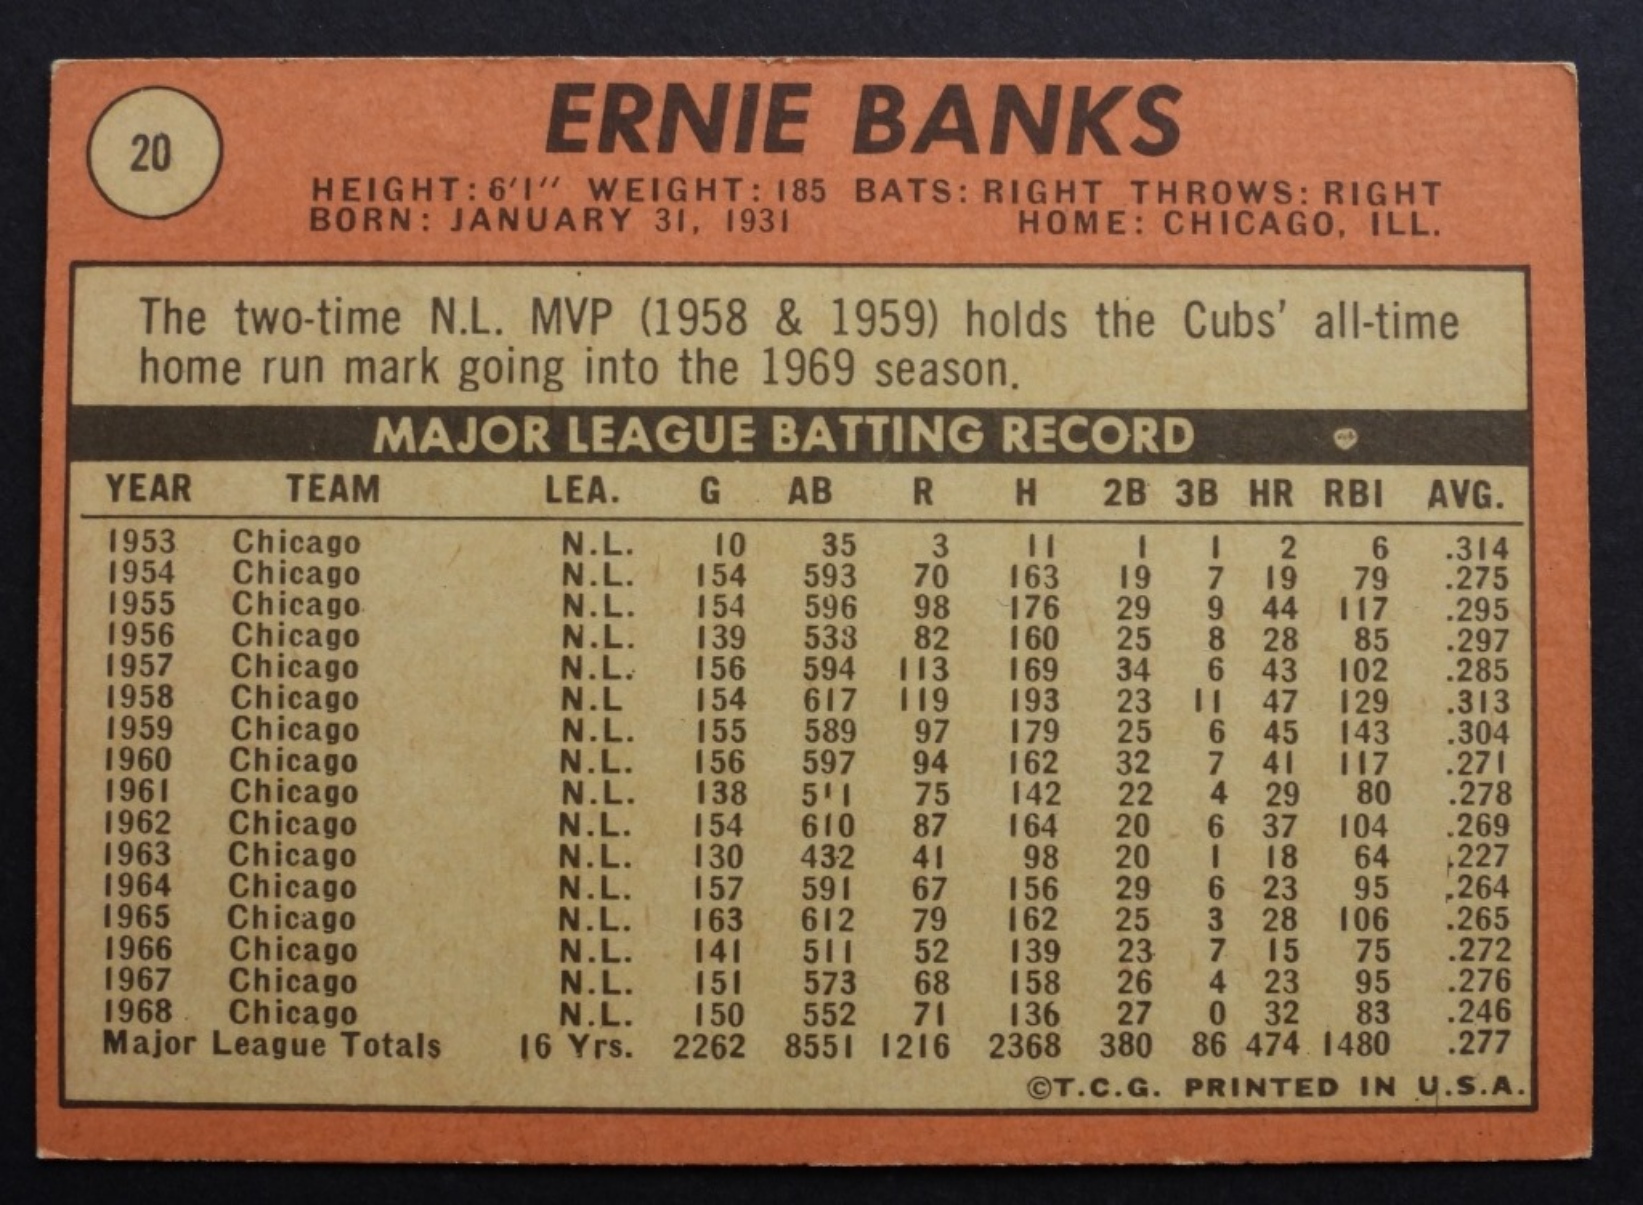 20
ERNIE BANKS
HEIGHT: 6'1" WEIGHT: 185 BATS: RIGHT THROWS: RIGHT
BORN: JANUARY 31, 1931 HOME: CHICAGO, ILL.
The two-time N.L. MVP (1958 & 1959) holds the Cubs' all-time
home run mark going into the 1969 season.
MAJOR LEAGUE BATTING RECORD
YEAR TEAM LEA. G AB R H 2B 3B HR RBI AVG.
1953 Chicago N.L. 10 35 3 11 1 1 2 6 .314
1954 Chicago N.L. 154 593 70 163 19 7 19 79 .275
1955 Chicago N.L. 154 596 98 176 29 9 44 117 .295
1956 Chicago N.L. 139 538 82 160 25 8 28 85 .297
1957 Chicago N.L. 156 594 113 169 34 6 43 102 .285
1958 Chicago N.L 154 617 119 193 23 11 47 129 .313
1959 Chicago N.L. 155 589 97 179 25 6 45 143 .304
1960 Chicago N.L. 156 597 94 162 32 7 41 117 .271
1961 Chicago N.L. 138 511 75 142 22 4 29 80 .278
1962 Chicago N.L. 154 610 87 164 20 6 37 104 .269
1963 Chicago N.L. 130 432 41 98 20 1 18 64 .227
1964 Chicago N.L. 157 591 67 156 29 6 23 95 .264
1965 Chicago N.L. 163 612 79 162 25 3 28 106 .265
1966 Chicago N.L. 141 511 52 139 23 7 15 75 .272
1967 Chicago N.L. 151 573 68 158 26 4 23 95 .276
1968 Chicago N.L. 150 552 71 136 27 0 32 83 .246
Major League Totals 16 Yrs. 2262 8551 1216 2368 380 86 474 1480 .277
©T.C.G. PRINTED IN U.S.A.